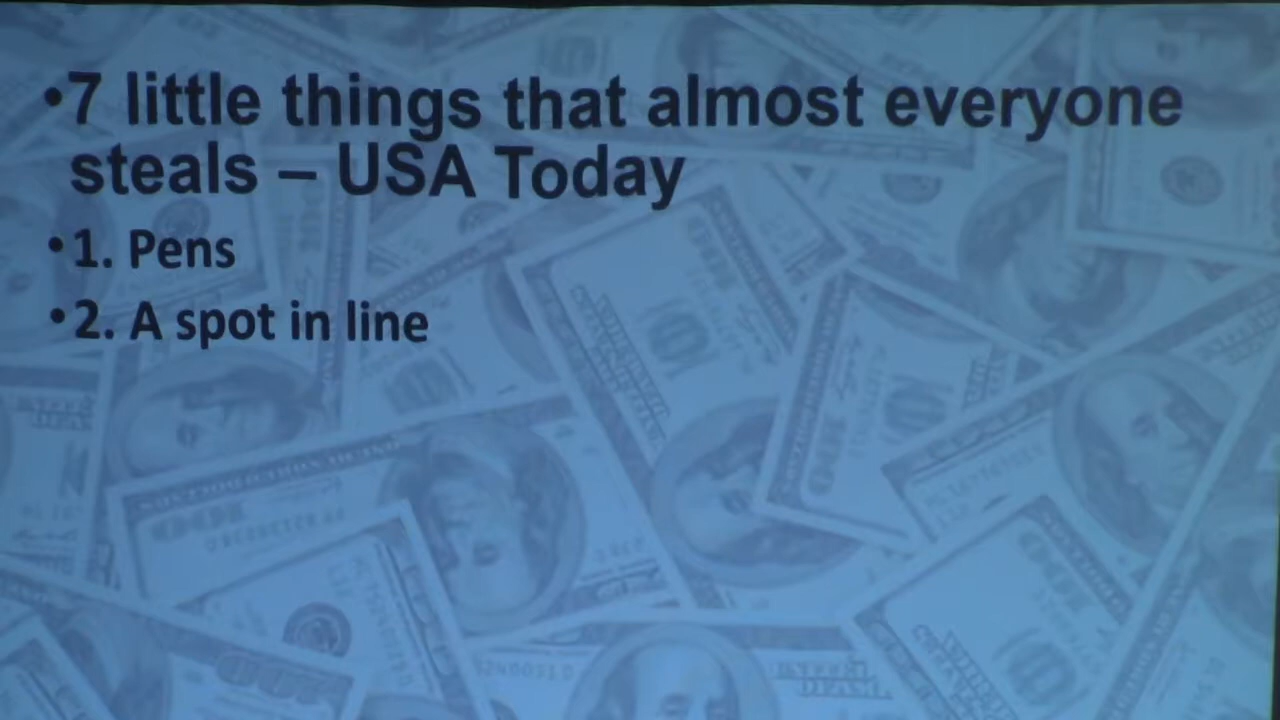 •7 little things that almost everyone
steals – USA Today
•1. Pens
•2. A spot in line